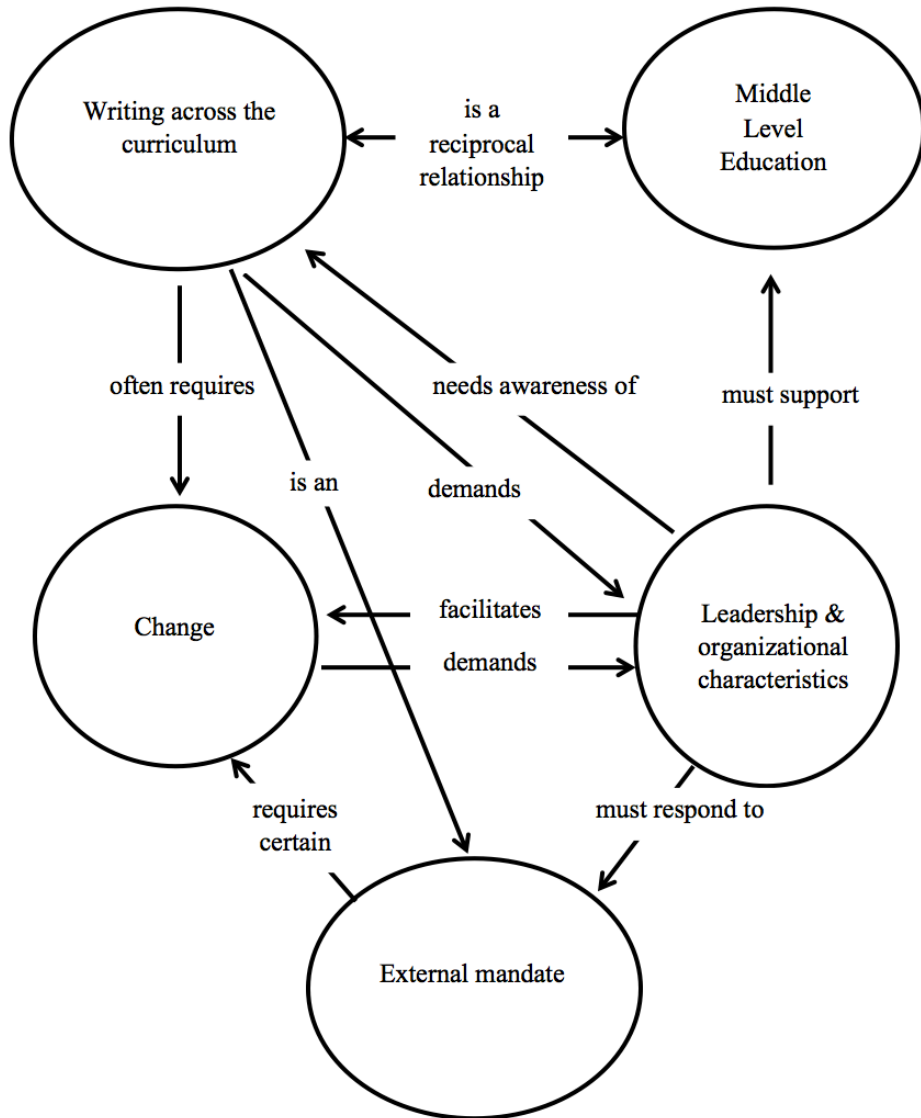 Writing across the
curriculum
is a
reciprocal
relationship
Middle
Level
Education
often requires
needs awareness of
must support
is an
demands
Change
facilitates
demands
Leadership &
organizational
characteristics
requires
certain
must respond to
External mandate